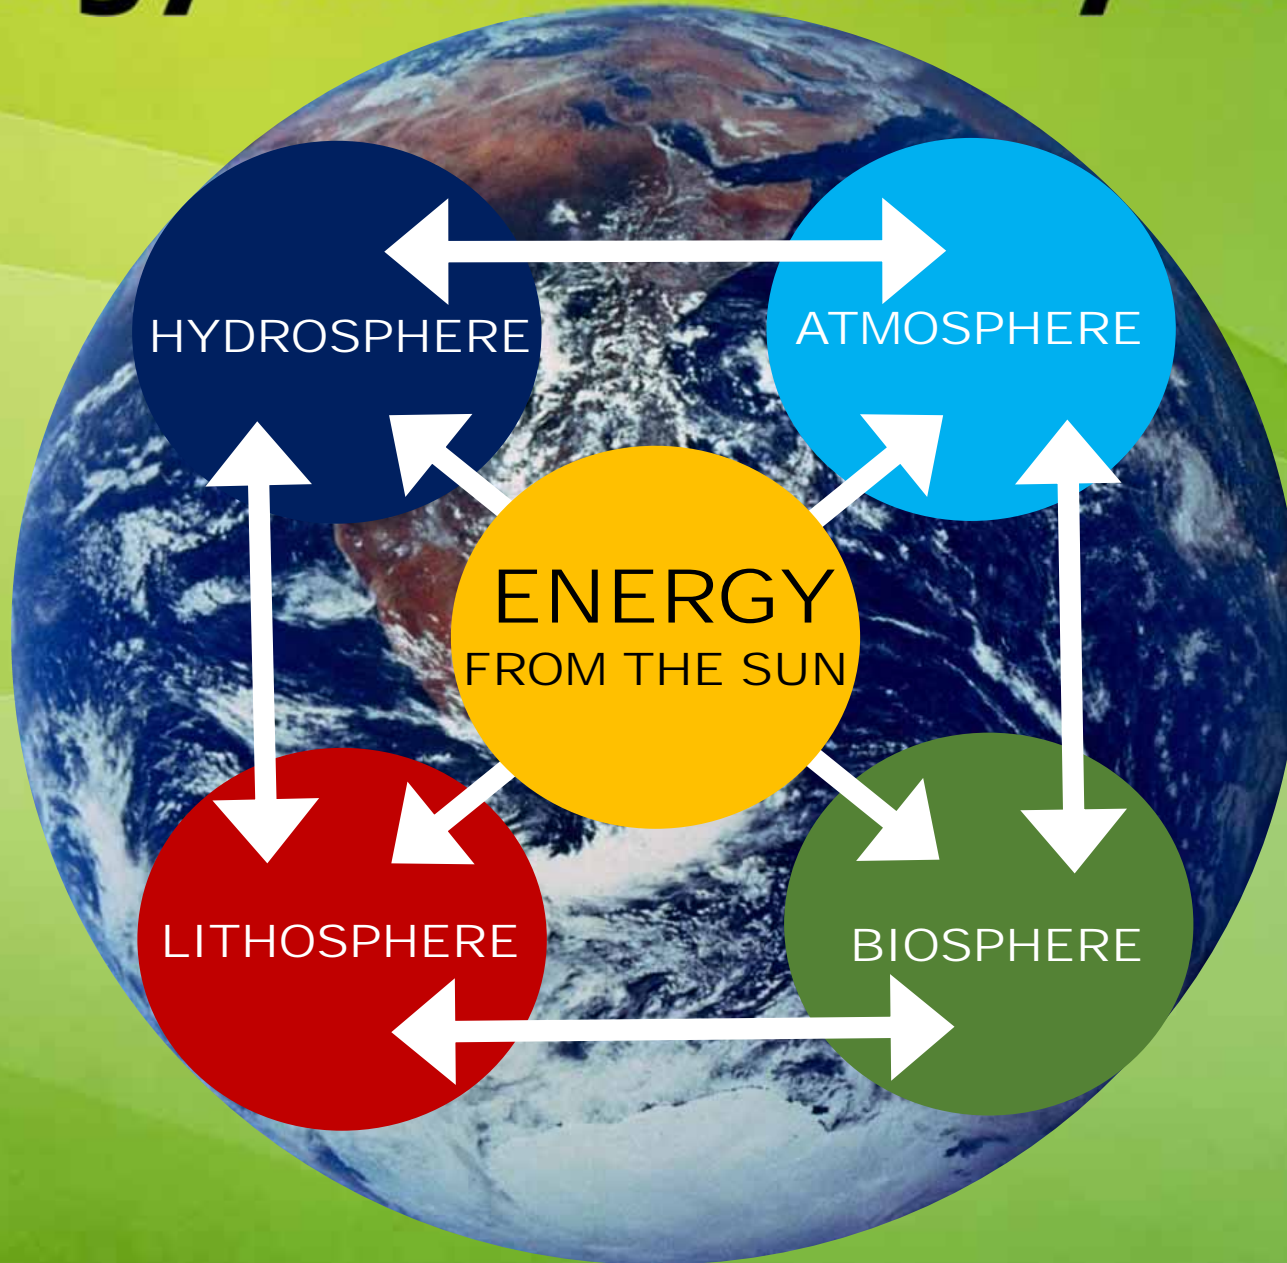 HYDROSPHERE
ATMOSPHERE
ENERGY
FROM THE SUN
LITHOSPHERE
BIOSPHERE